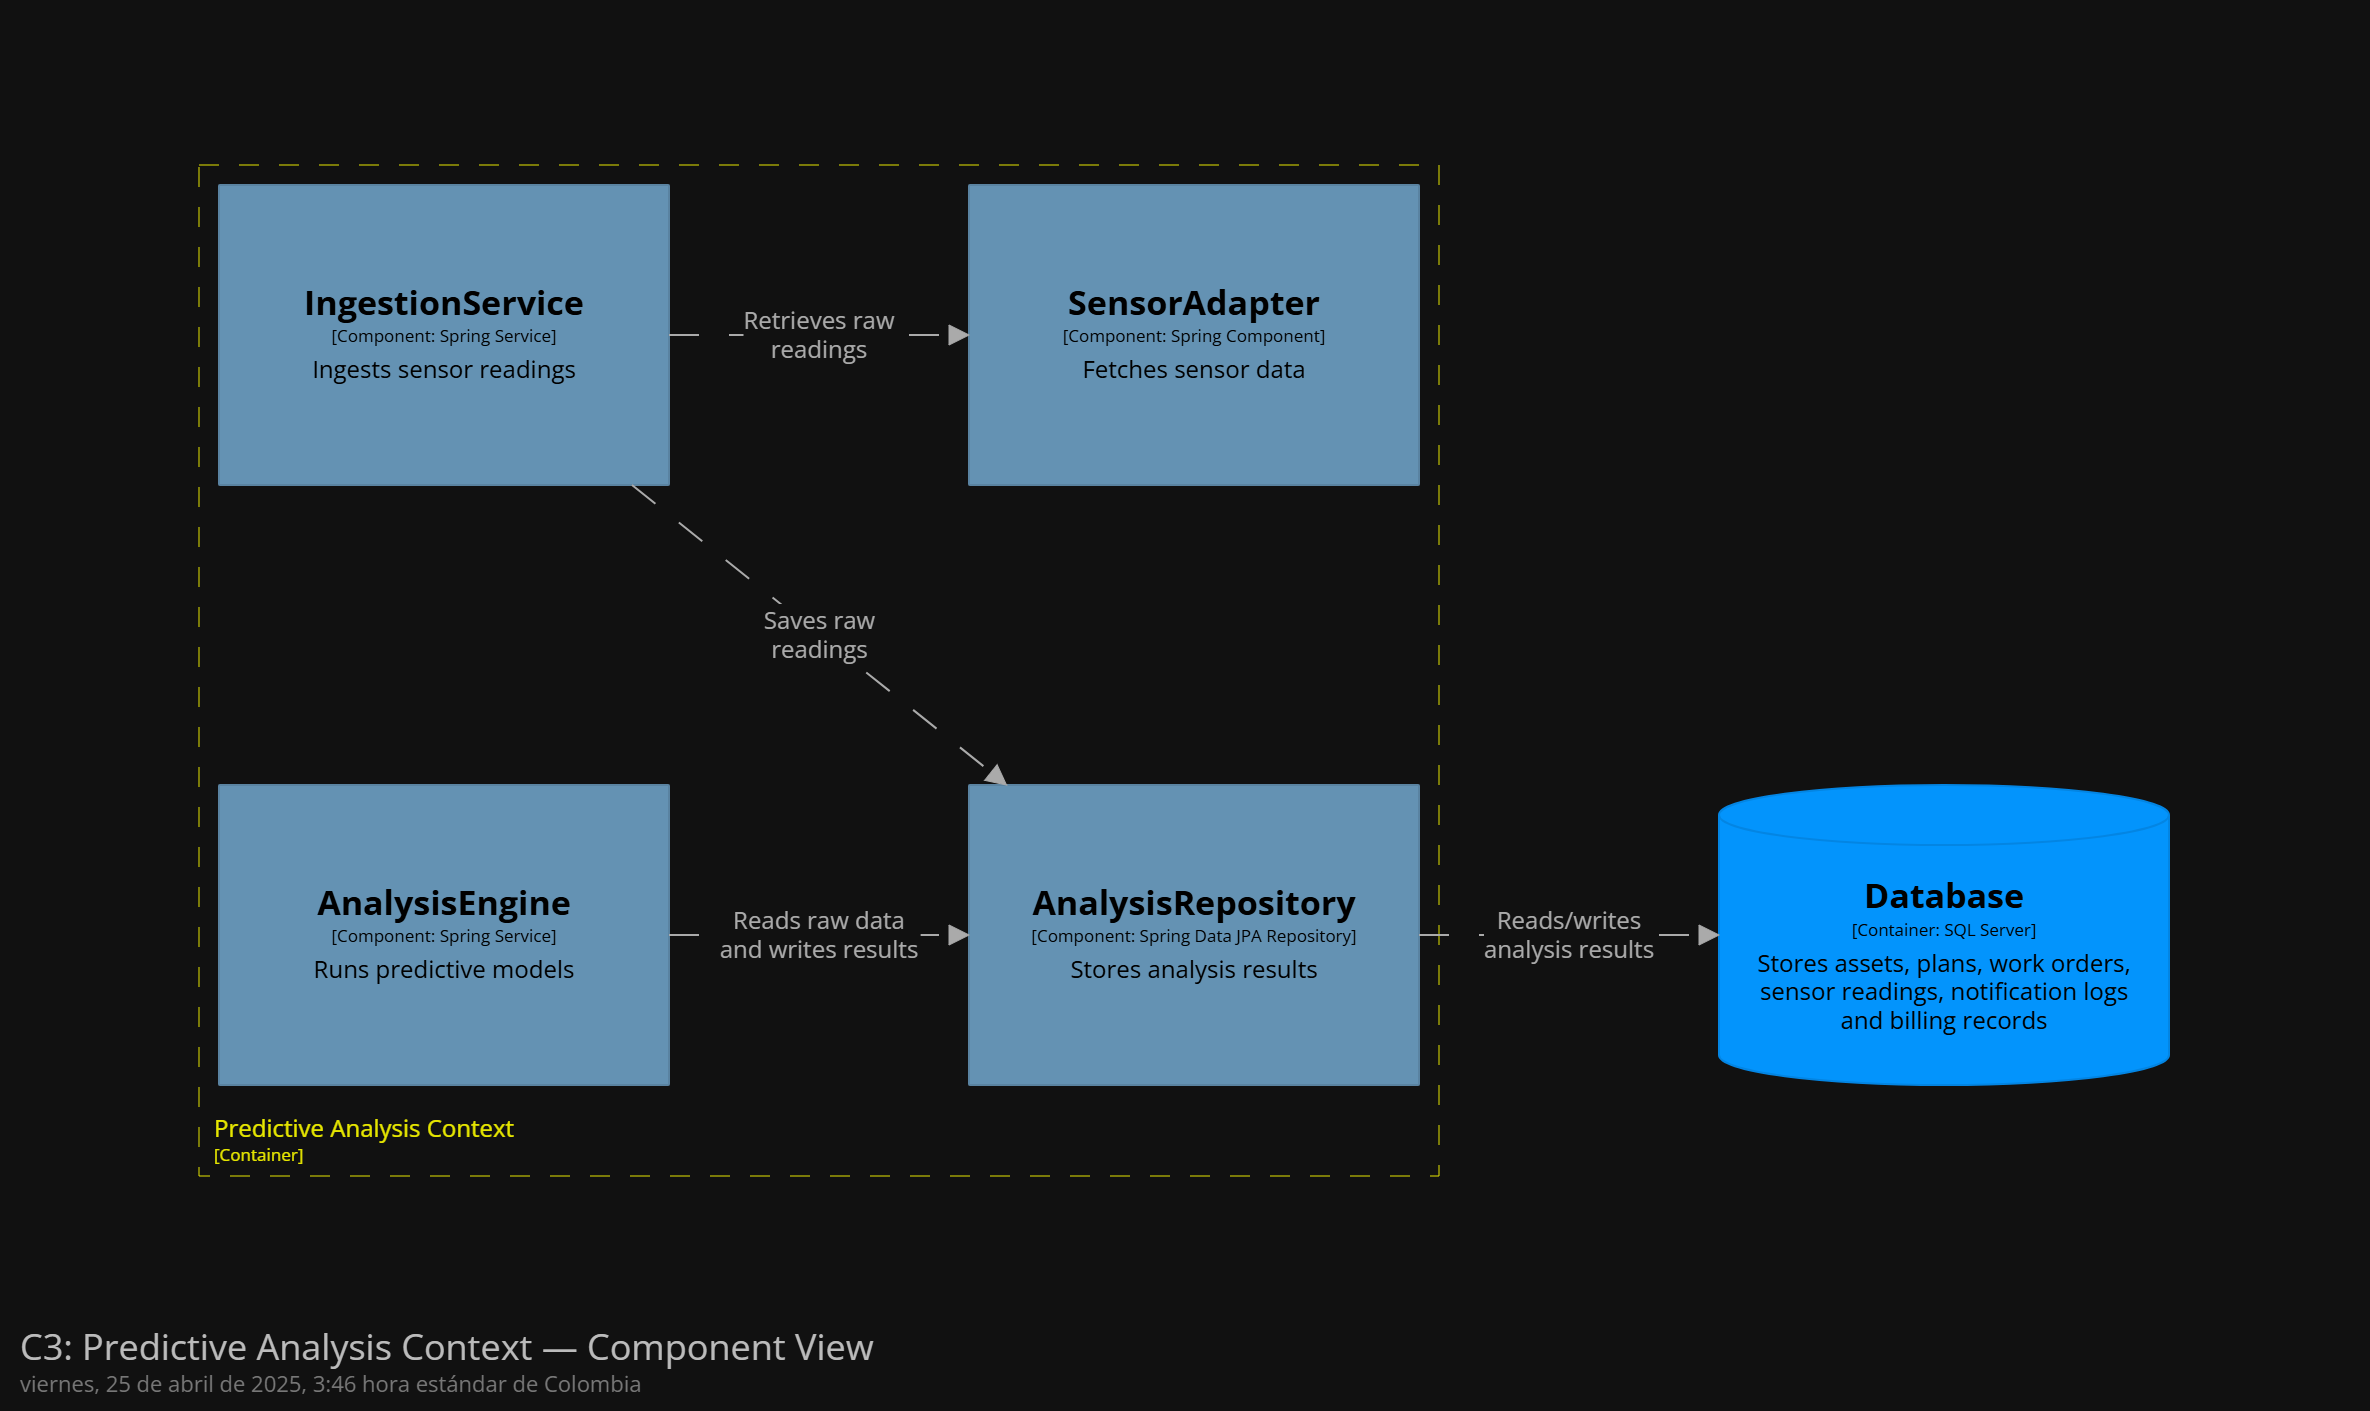 IngestionService
[Component: Spring Service]
Ingests sensor readings
Retrieves raw
readings
SensorAdapter
[Component: Spring Component]
Fetches sensor data
Saves raw
readings
AnalysisEngine
[Component: Spring Service]
Runs predictive models
Reads raw data
and writes results
AnalysisRepository
[Component: Spring Data JPA Repository]
Stores analysis results
Reads/writes
analysis results
Database
[Container: SQL Server]
Stores assets, plans, work orders,
sensor readings, notification logs
and billing records
Predictive Analysis Context
[Container]
C3: Predictive Analysis Context — Component View
viernes, 25 de abril de 2025, 3:46 hora estándar de Colombia